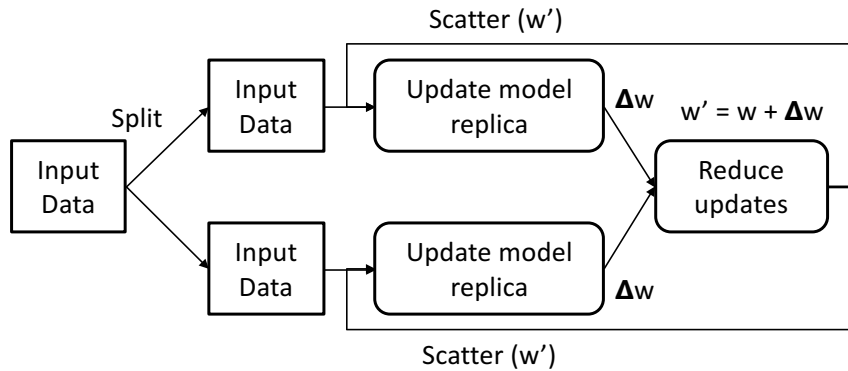 Scatter (w’)
Split
Input
Data
Input
Data
Update model
replica
Δw
w’ = w + Δw
Reduce
updates
Input
Data
Update model
replica
Δw
Scatter (w’)